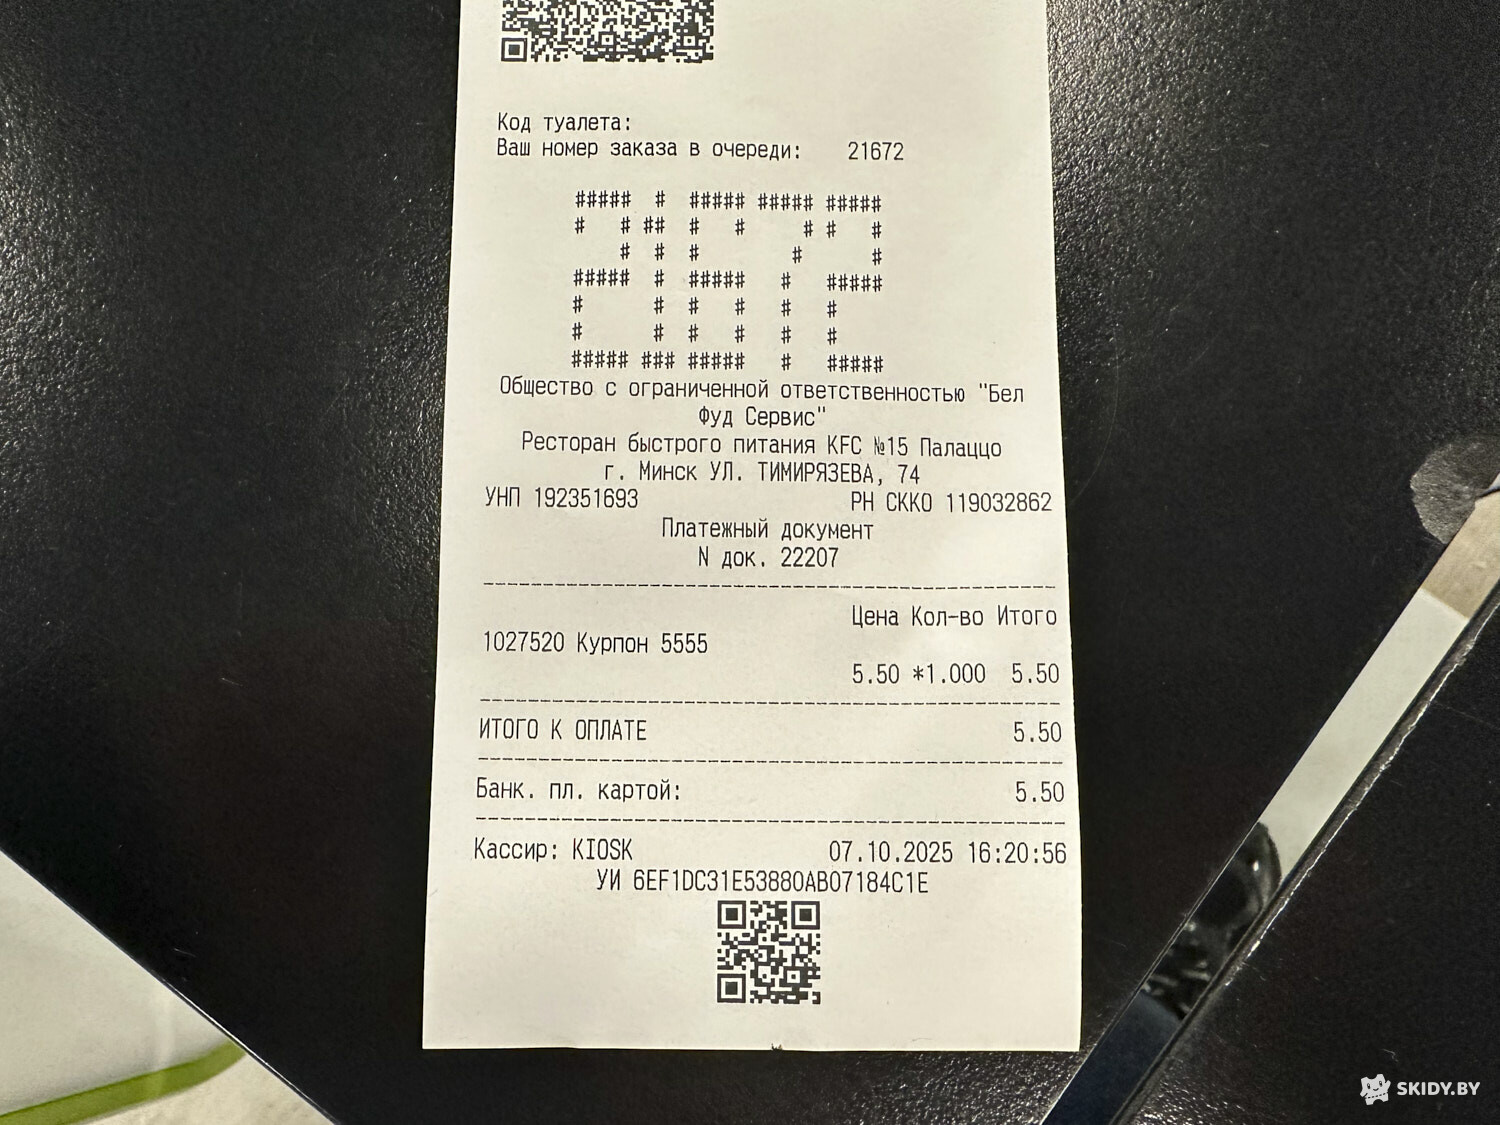 Код туалета:
Ваш номер заказа в очереди: 21672
##### # ##### ##### #####
# # ## # # # # #
# # # # #
##### # ##### # #####
# # # # # #
# # # # # #
##### ### ##### # #####
Общество с ограниченной ответственностью "Бел
Фуд Сервис"
Ресторан быстрого питания KFC №15 Палаццо
г. Минск УЛ. ТИМИРЯЗЕВА, 74
УНП 192351693 РН СККО 119032862
Платежный документ
N док. 22207
Цена Кол-во Итого
1027520 Курпон 5555
5.50 *1.000 5.50
ИТОГО К ОПЛАТЕ 5.50
Банк. пл. картой: 5.50
Кассир: KIOSK 07.10.2025 16:20:56
УИ 6EF1DC31E53880AB07184C1E
SKIDY.BY